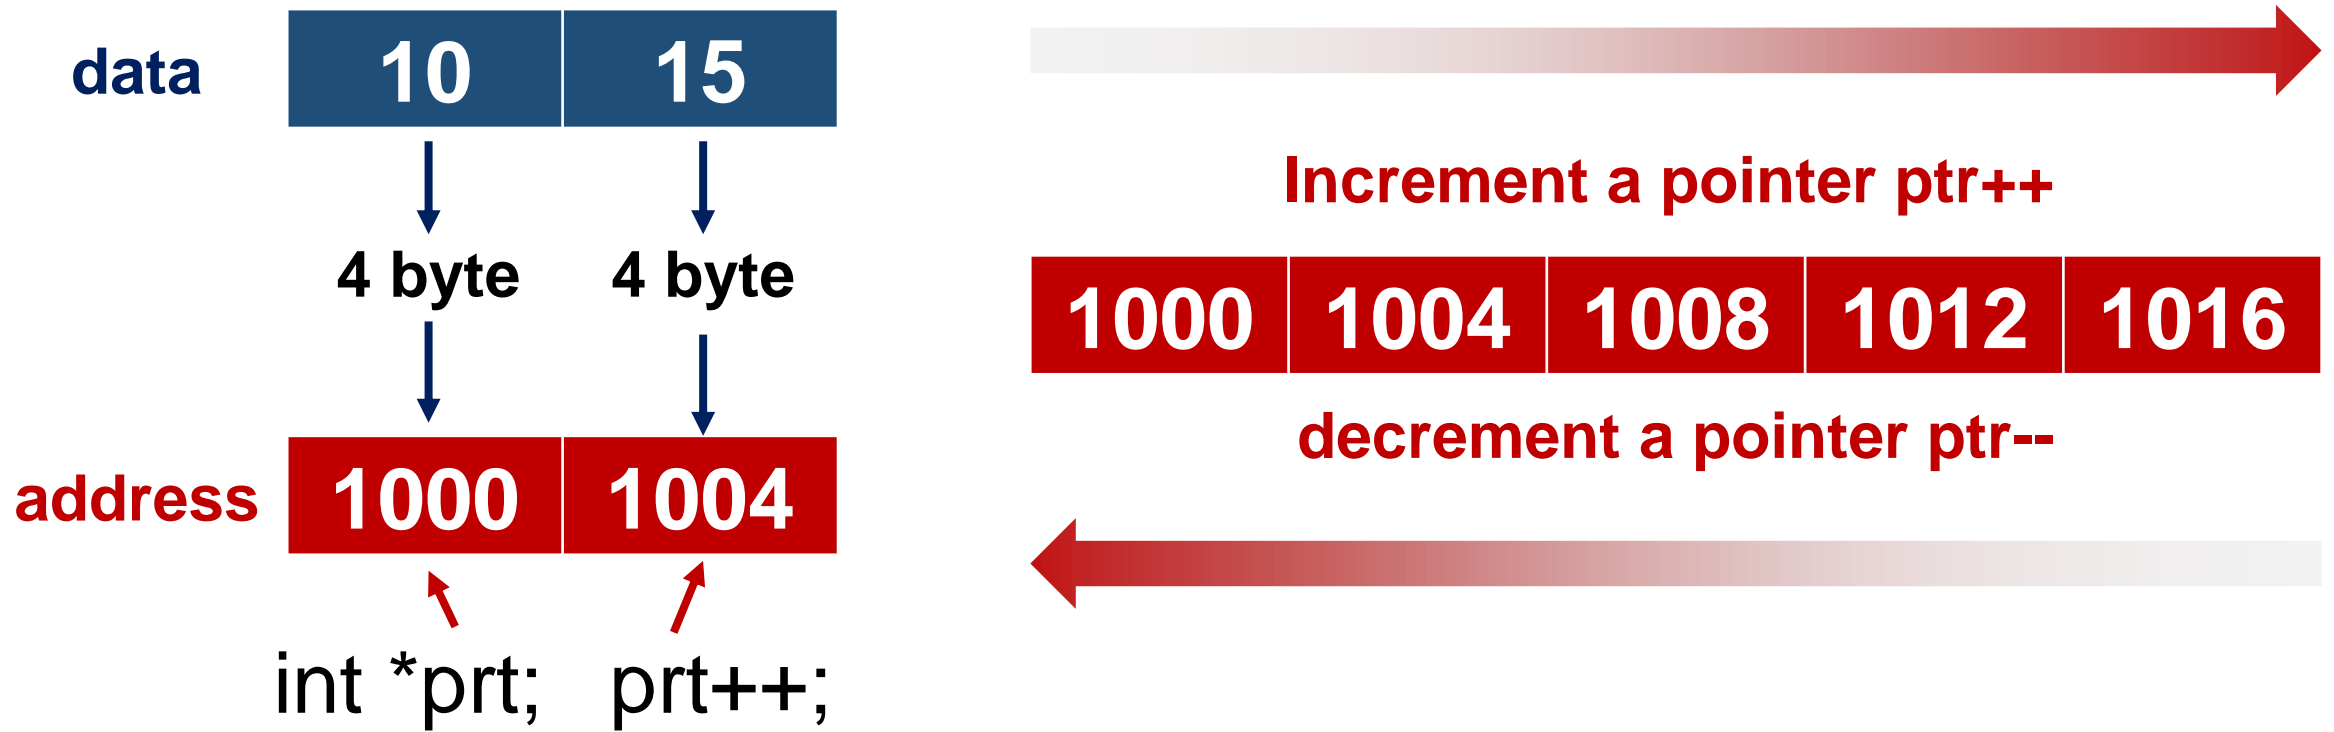 data 10 15
4 byte 4 byte
address 1000 1004
int *prt; prt++;
Increment a pointer ptr++
1000 1004 1008 1012 1016
decrement a pointer ptr--